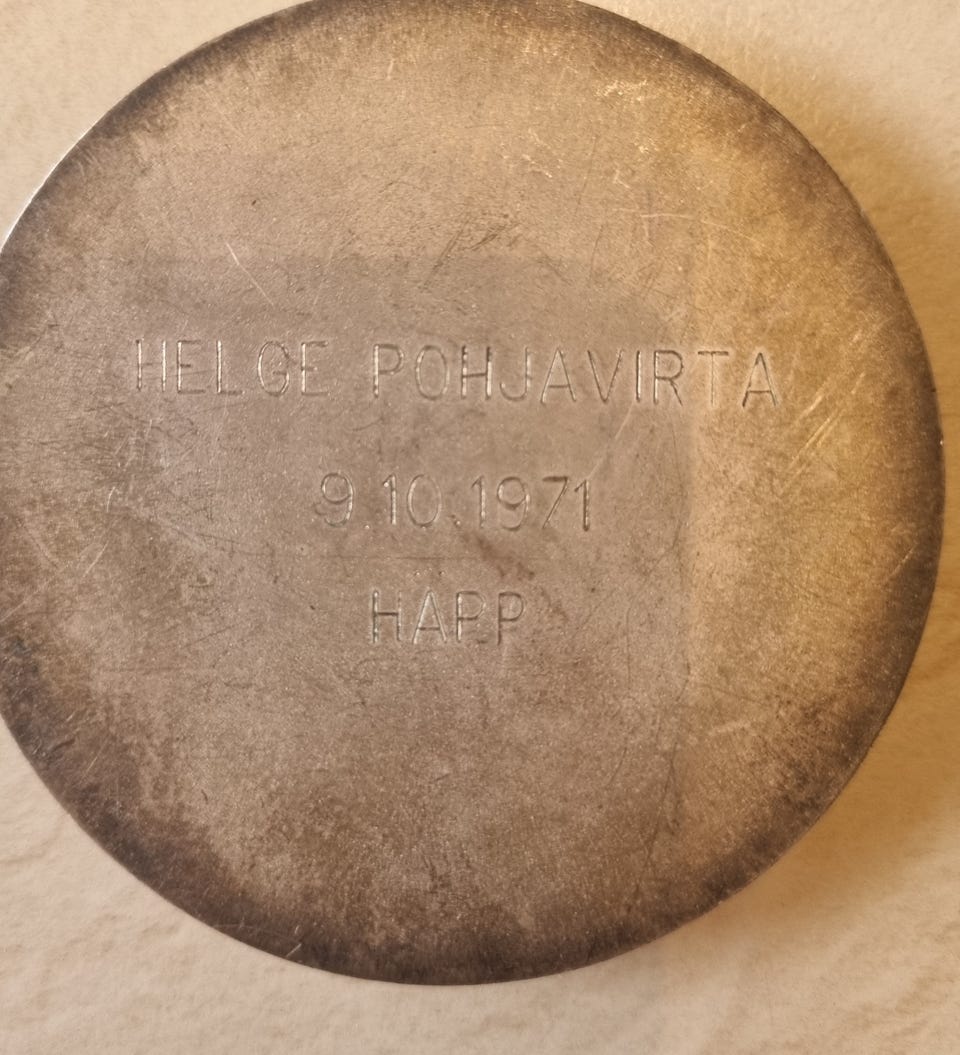 HELGE POHJAVIRTA
9.10.1971
HAPP